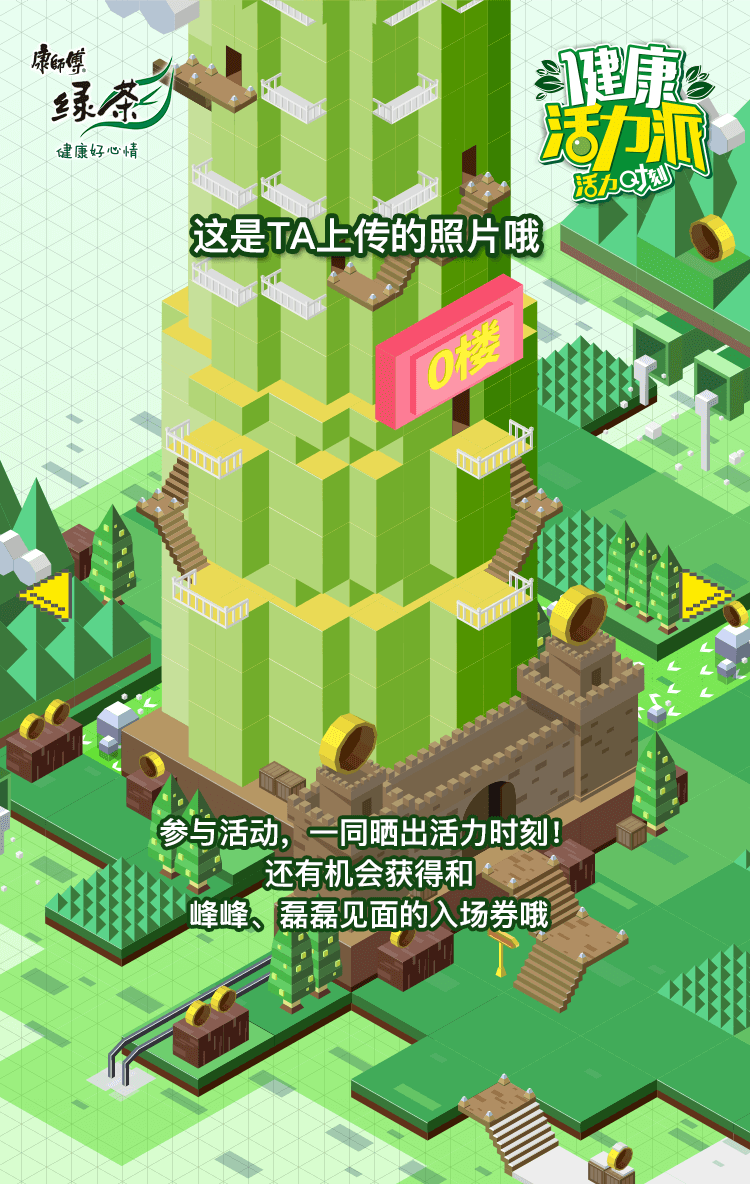 康師傅
绿茶
健康好心情
健康
活力派
活力时刻
这是TA上传的照片哦
0楼
参与活动，一同晒出活力时刻！
还有机会获得和
峰峰、磊磊见面的入场券哦